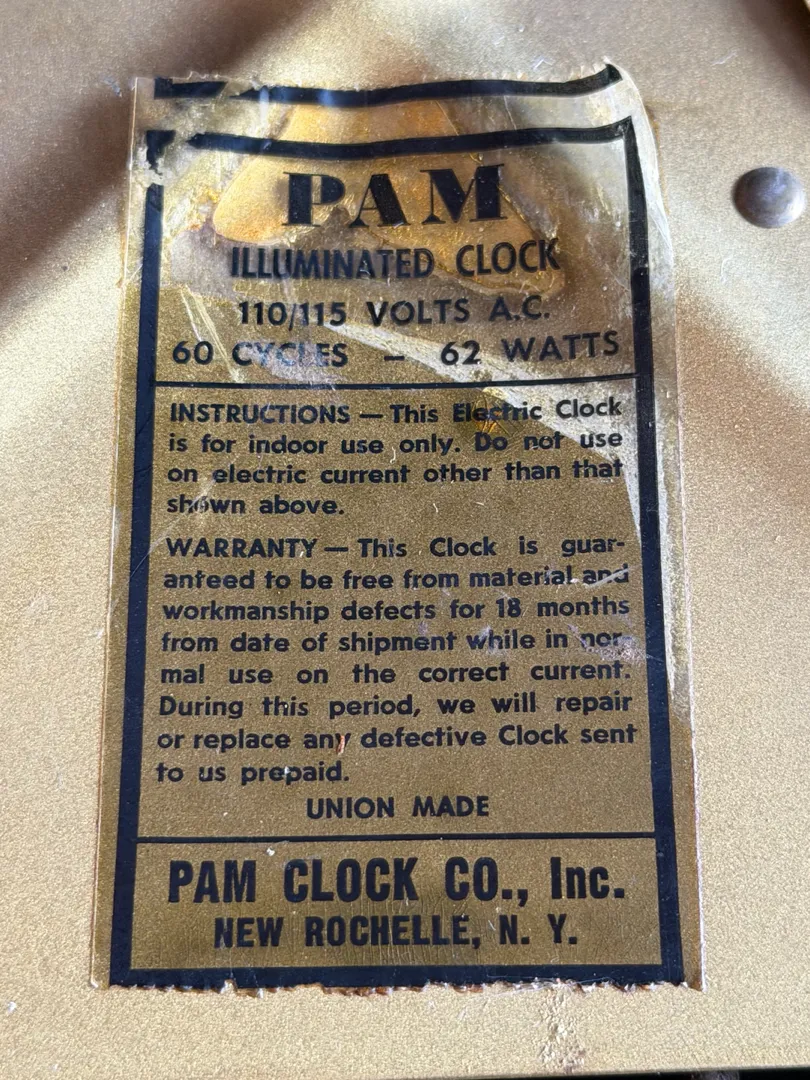 PAM
ILLUMINATED CLOCK
110/115 VOLTS A.C.
60 CYCLES – 62 WATTS
INSTRUCTIONS — This Electric Clock
is for indoor use only. Do not use
on electric current other than that
shown above.
WARRANTY — This Clock is guar-
anteed to be free from material and
workmanship defects for 18 months
from date of shipment while in nor-
mal use on the correct current.
During this period, we will repair
or replace any defective Clock sent
to us prepaid.
UNION MADE
PAM CLOCK CO., Inc.
NEW ROCHELLE, N. Y.